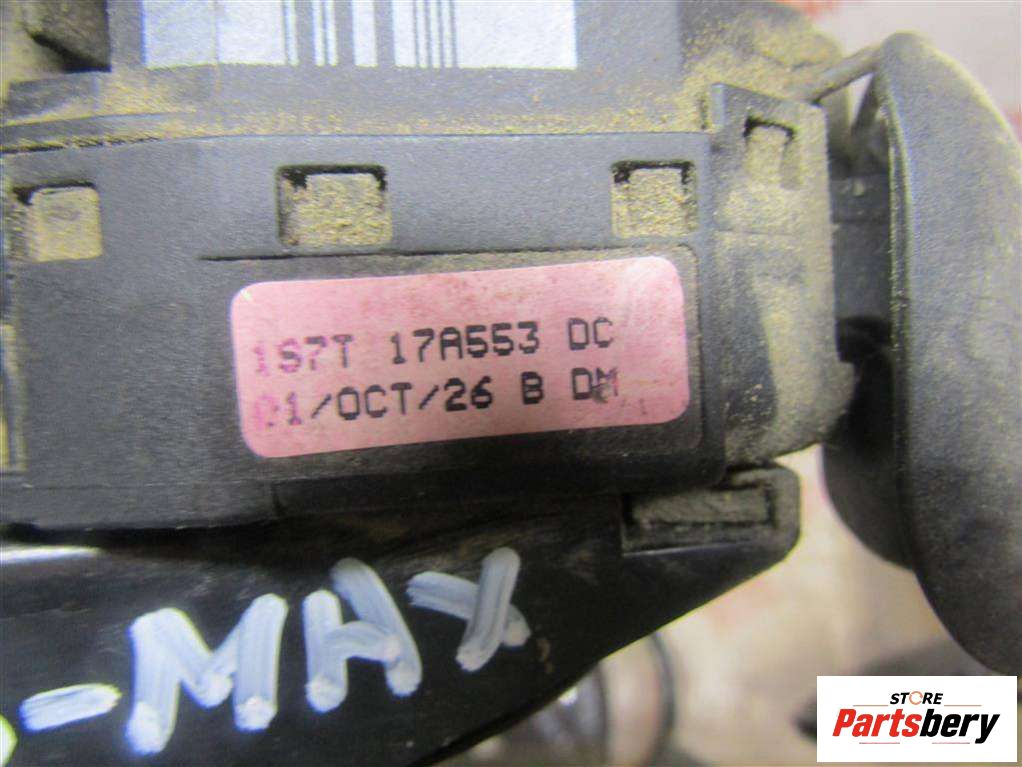 1S7T 17A553 DC
01/OCT/26 B DM
-MAX
STORE
Partsbery